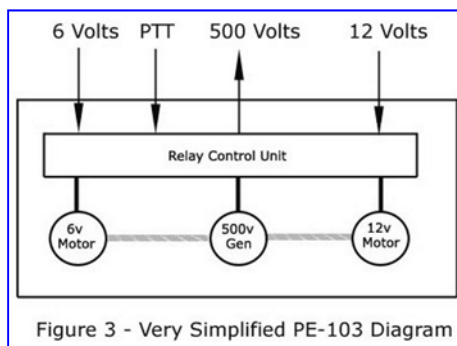 6 Volts PTT 500 Volts 12 Volts
Relay Control Unit
6v Motor
500v Gen
12v Motor
Figure 3 - Very Simplified PE-103 Diagram